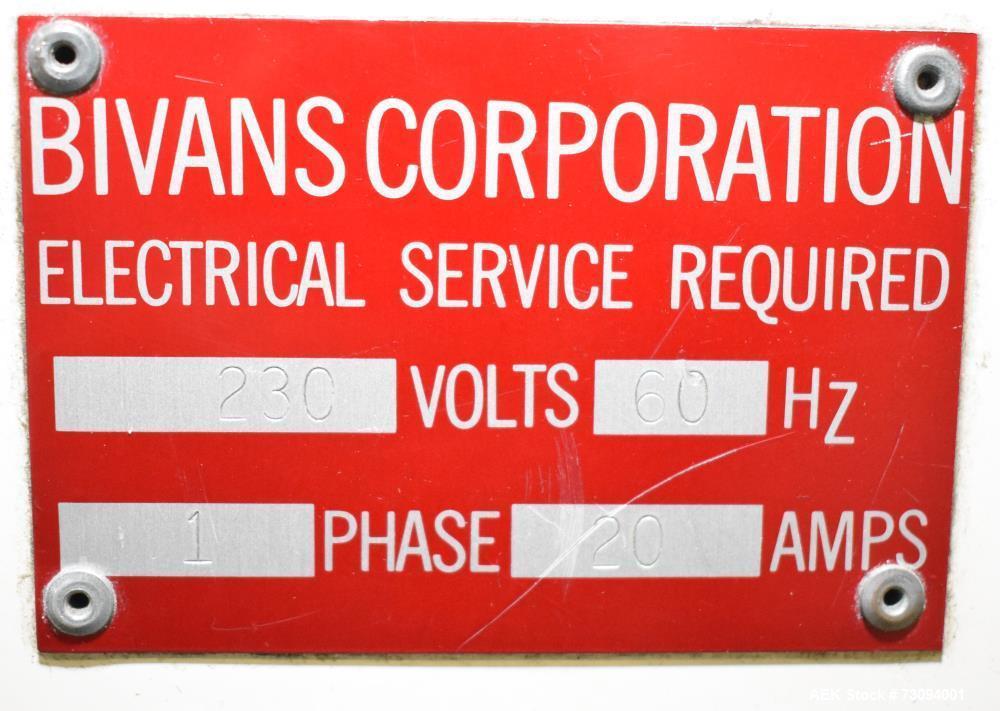 BIVANS CORPORATION
ELECTRICAL SERVICE REQUIRED
230 VOLTS 60 HZ
1 PHASE 20 AMPS
AEK Stock # 73094001